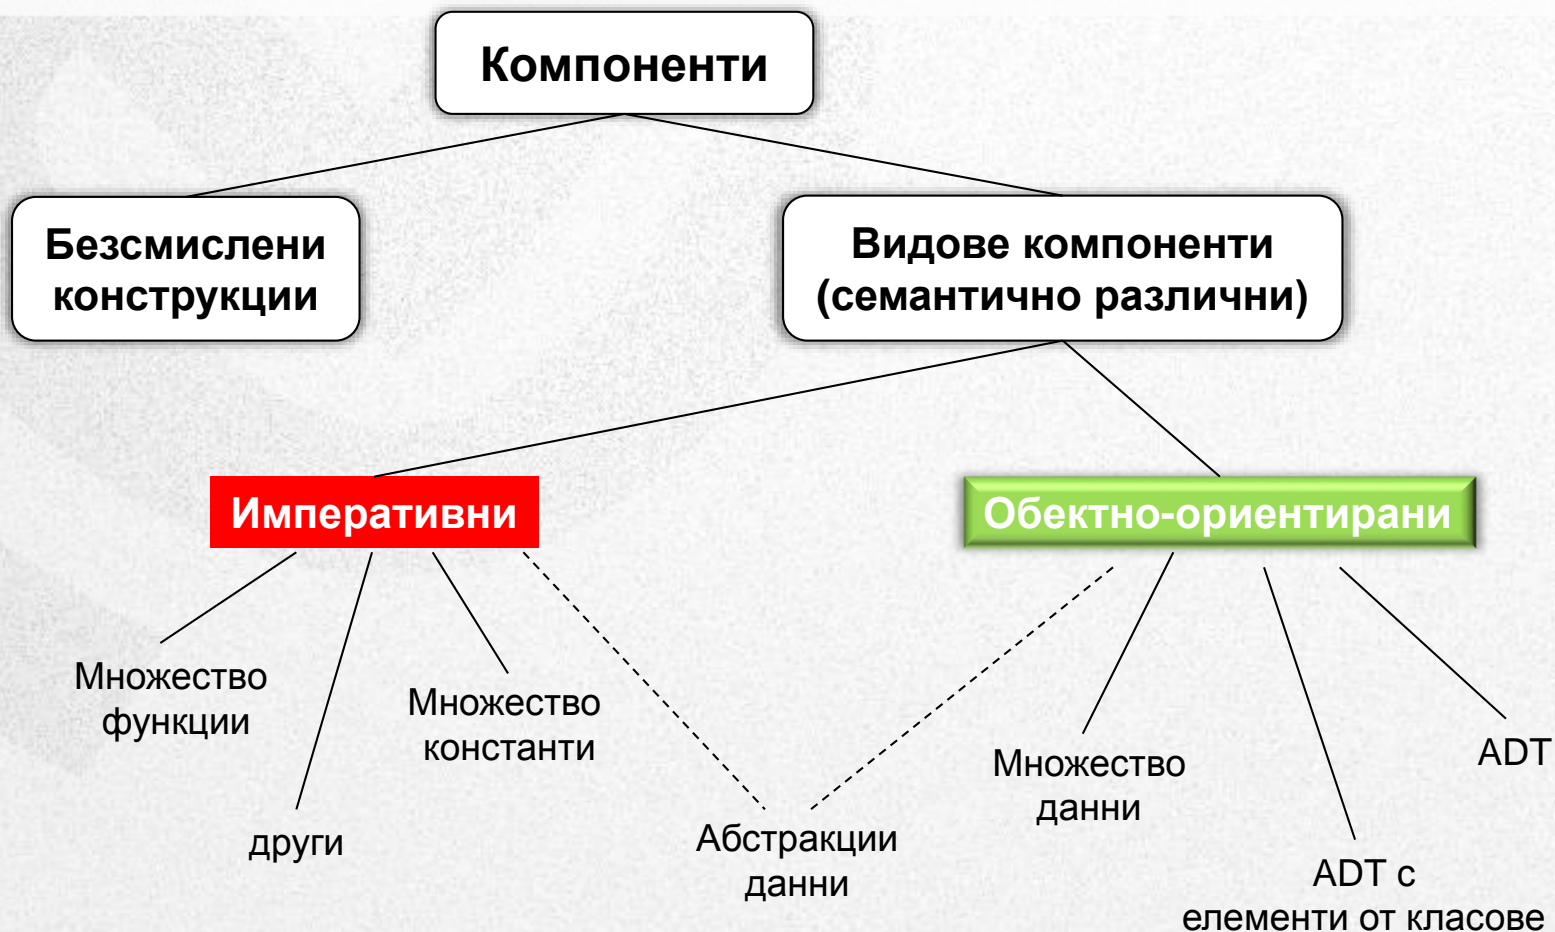 Компоненти
Безсмислени
конструкции
Видове компоненти
(семантично различни)
Императивни
Обектно-ориентирани
Множество
функции
други
Множество
константи
Абстракции
данни
Множество
данни
ADT с
елементи от класове
ADT